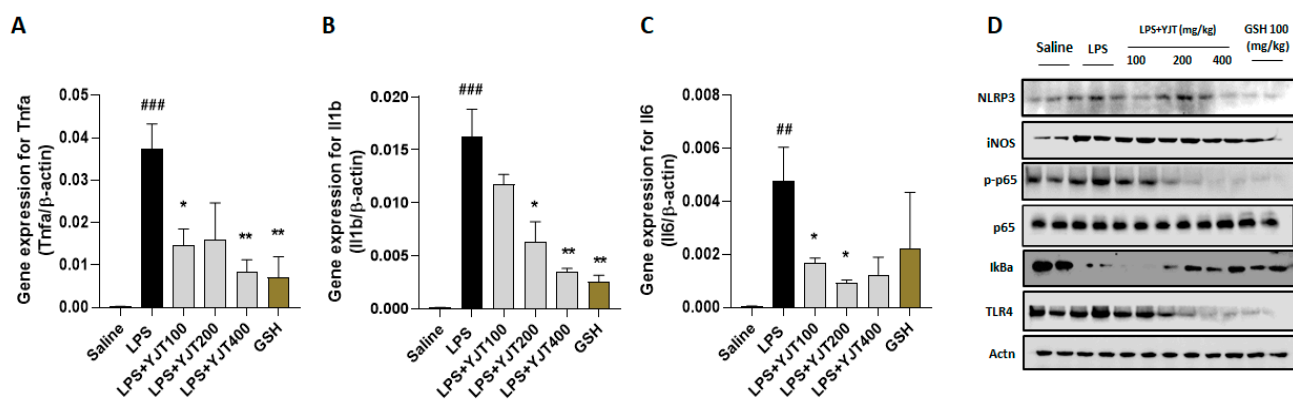 A
Gene expression for Tnfa
(Tnfa/β-actin)
0.05
0.04
0.03
0.02
0.01
0.00
###
*
**
**
Saline
LPS
LPS+YJT100
LPS+YJT200
LPS+YJT400
GSH
B
Gene expression for Il1b
(Il1b/β-actin)
0.020
0.015
0.010
0.005
0.000
###
*
**
**
Saline
LPS
LPS+YJT100
LPS+YJT200
LPS+YJT400
GSH
C
Gene expression for Il6
(Il6/β-actin)
0.008
0.006
0.004
0.002
0.000
##
*
*
Saline
LPS
LPS+YJT100
LPS+YJT200
LPS+YJT400
GSH
D
Saline LPS LPS+YJT (mg/kg) GSH 100
(mg/kg)
100 200 400
NLRP3
iNOS
p-p65
p65
IkBa
TLR4
Actn